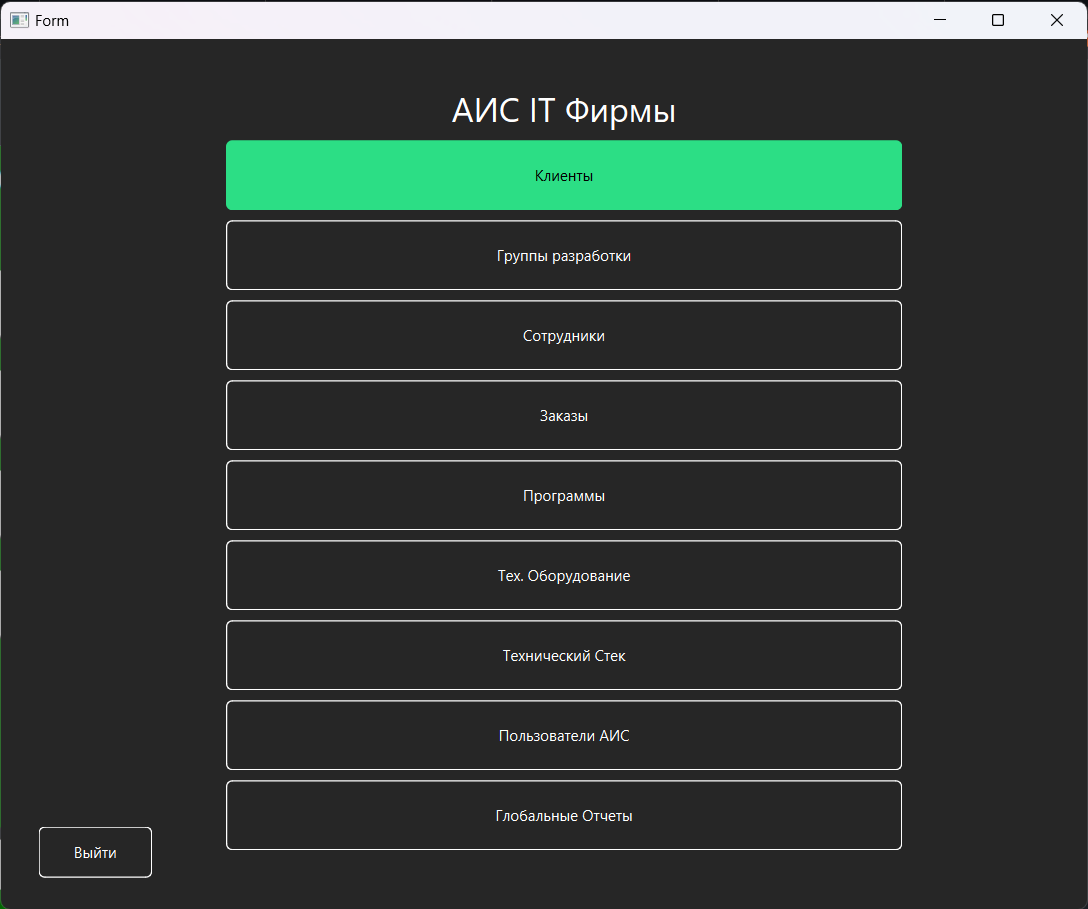 Form
АИС IT Фирмы
Клиенты
Группы разработки
Сотрудники
Заказы
Программы
Тех. Оборудование
Технический Стек
Пользователи АИС
Глобальные Отчеты
Выйти